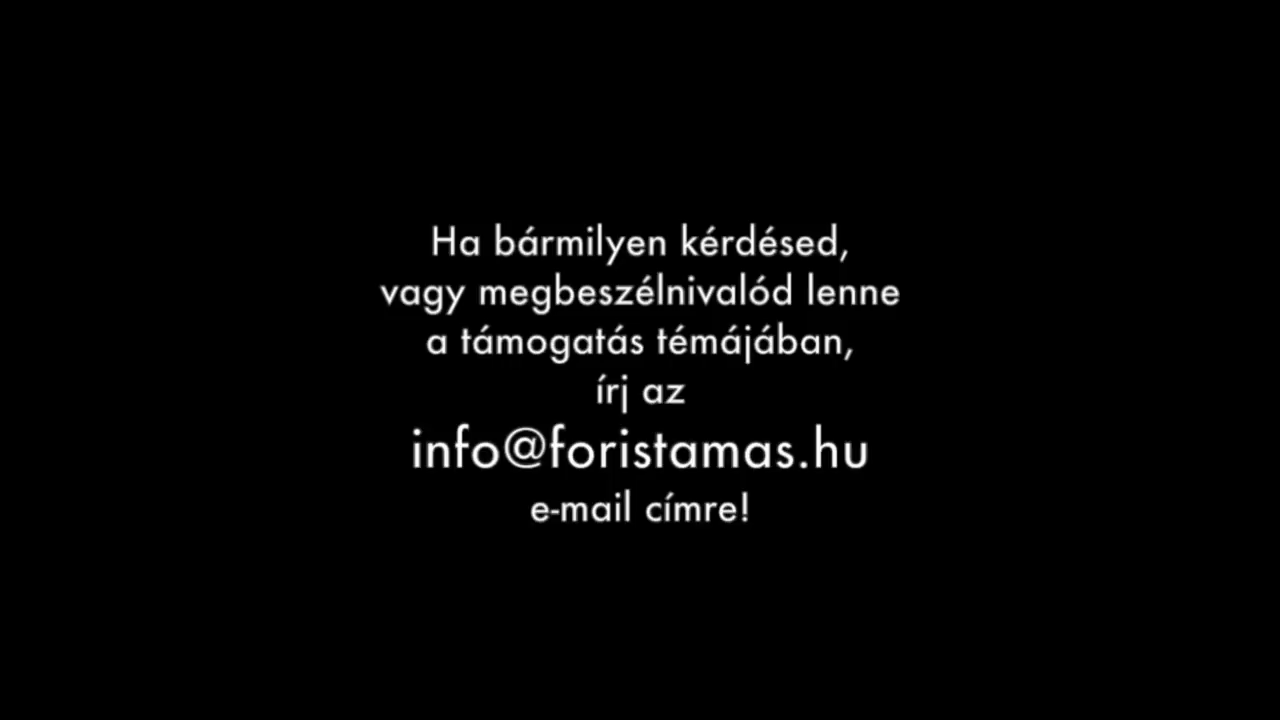 Ha bármilyen kérdésed,
vagy megbeszélnivalód lenne
a támogatás témájában,
írj az
info@foristamas.hu
e-mail címre!